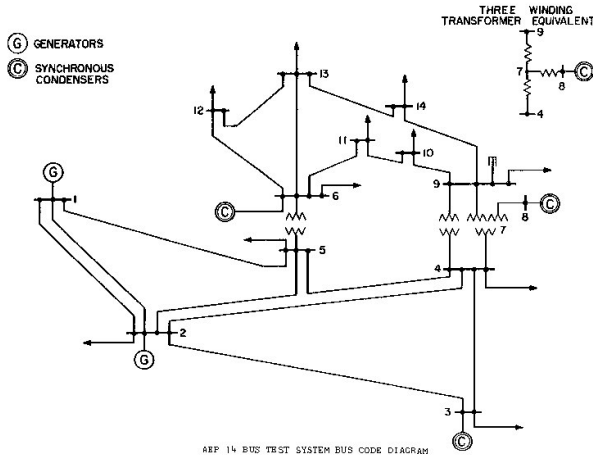 THREE WINDING
TRANSFORMER EQUIVALENT
9
7
8
C
4
G GENERATORS
C SYNCHRONOUS
CONDENSERS
13
14
12
11
10
9
6
C
8
C
7
G
1
5
4
2
G
3
C
AEP 14 BUS TEST SYSTEM BUS CODE DIAGRAM